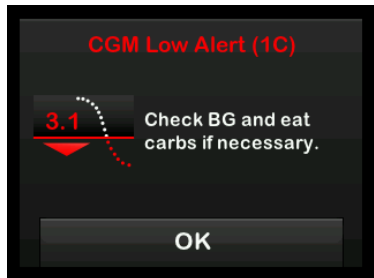 CGM Low Alert (1C)
3.1
Check BG and eat
carbs if necessary.
OK